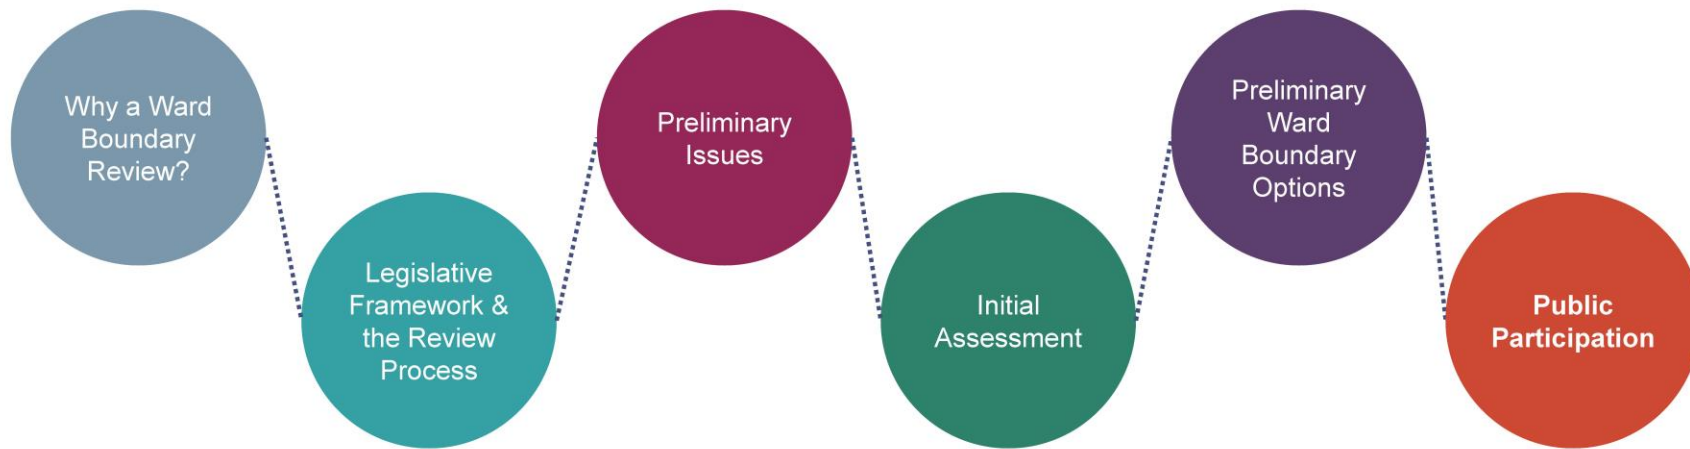 Why a Ward
Boundary
Review?
Legislative
Framework &
the Review
Process
Preliminary
Issues
Initial
Assessment
Preliminary
Ward
Boundary
Options
Public
Participation